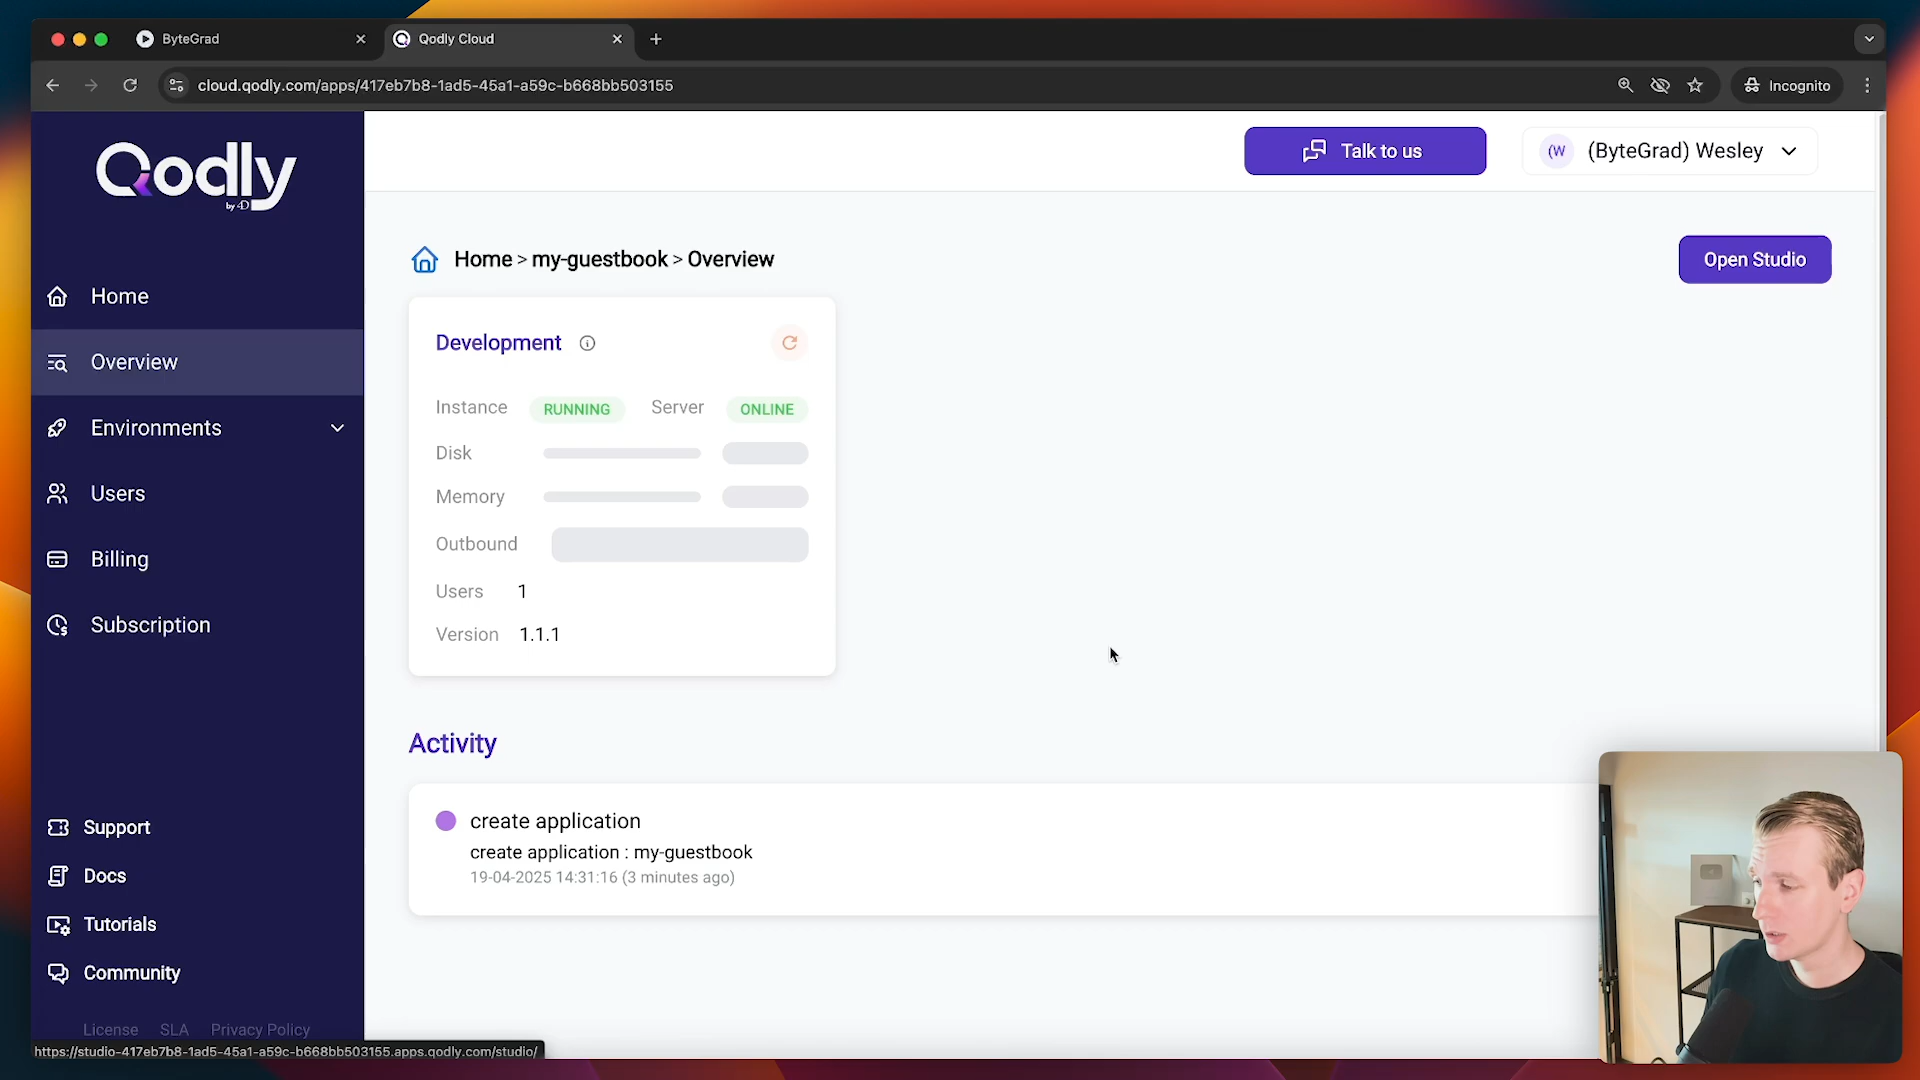 ByteGrad
Qodly Cloud
cloud.qodly.com/apps/417eb7b8-1ad5-45a1-a59c-b668bb503155
Incognito
Qodly
by 4D
Talk to us
(W
(ByteGrad) Wesley
Home
Overview
Environments
Users
Billing
Subscription
Support
Docs
Tutorials
Community
License SLA Privacy Policy
Home > my-guestbook > Overview
Open Studio
Development
Instance RUNNING Server ONLINE
Disk
Memory
Outbound
Users 1
Version 1.1.1
Activity
create application
create application : my-guestbook
19-04-2025 14:31:16 (3 minutes ago)
https://studio-417eb7b8-1ad5-45a1-a59c-b668bb503155.apps.qodly.com/studio/